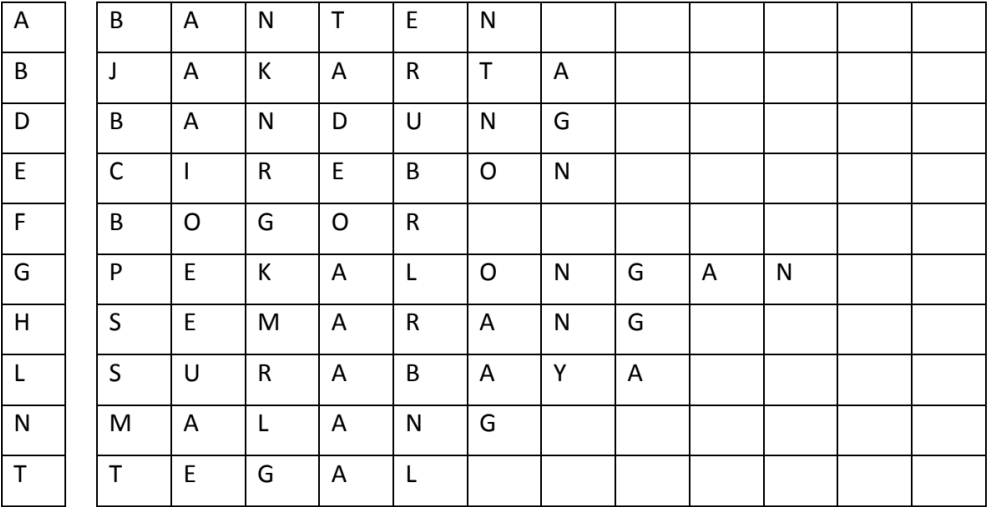 A B A N T E N
B J A K A R T A
D B A N D U N G
E C I R E B O N
F B O G O R
G P E K A L O N G A N
H S E M A R A N G
L S U R A B A Y A
N M A L A N G
T T E G A L